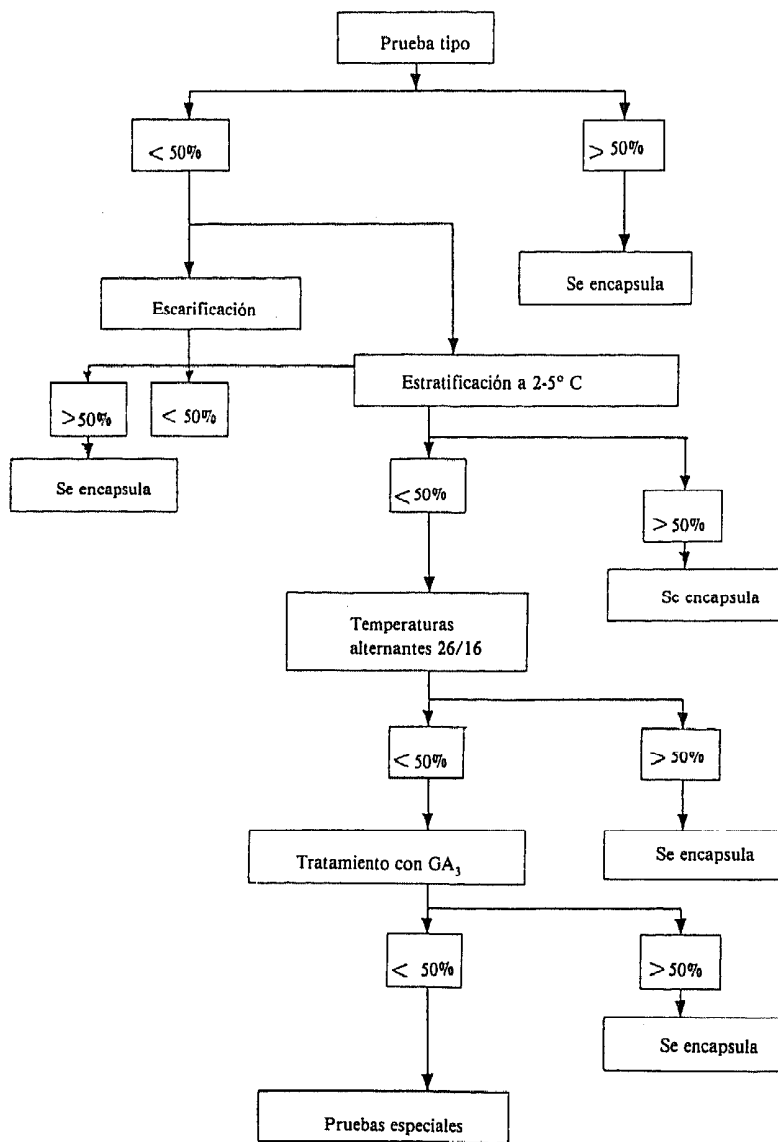 Prueba tipo
< 50%
> 50%
Se encapsula
Escarificación
Estratificación a 2-5º C
>50%
< 50%
Se encapsula
<50%
>50%
Se encapsula
Temperaturas
alternantes 26/16
< 50%
> 50%
Se encapsula
Tratamiento con GA₃
< 50%
>50%
Se encapsula
Pruebas especiales